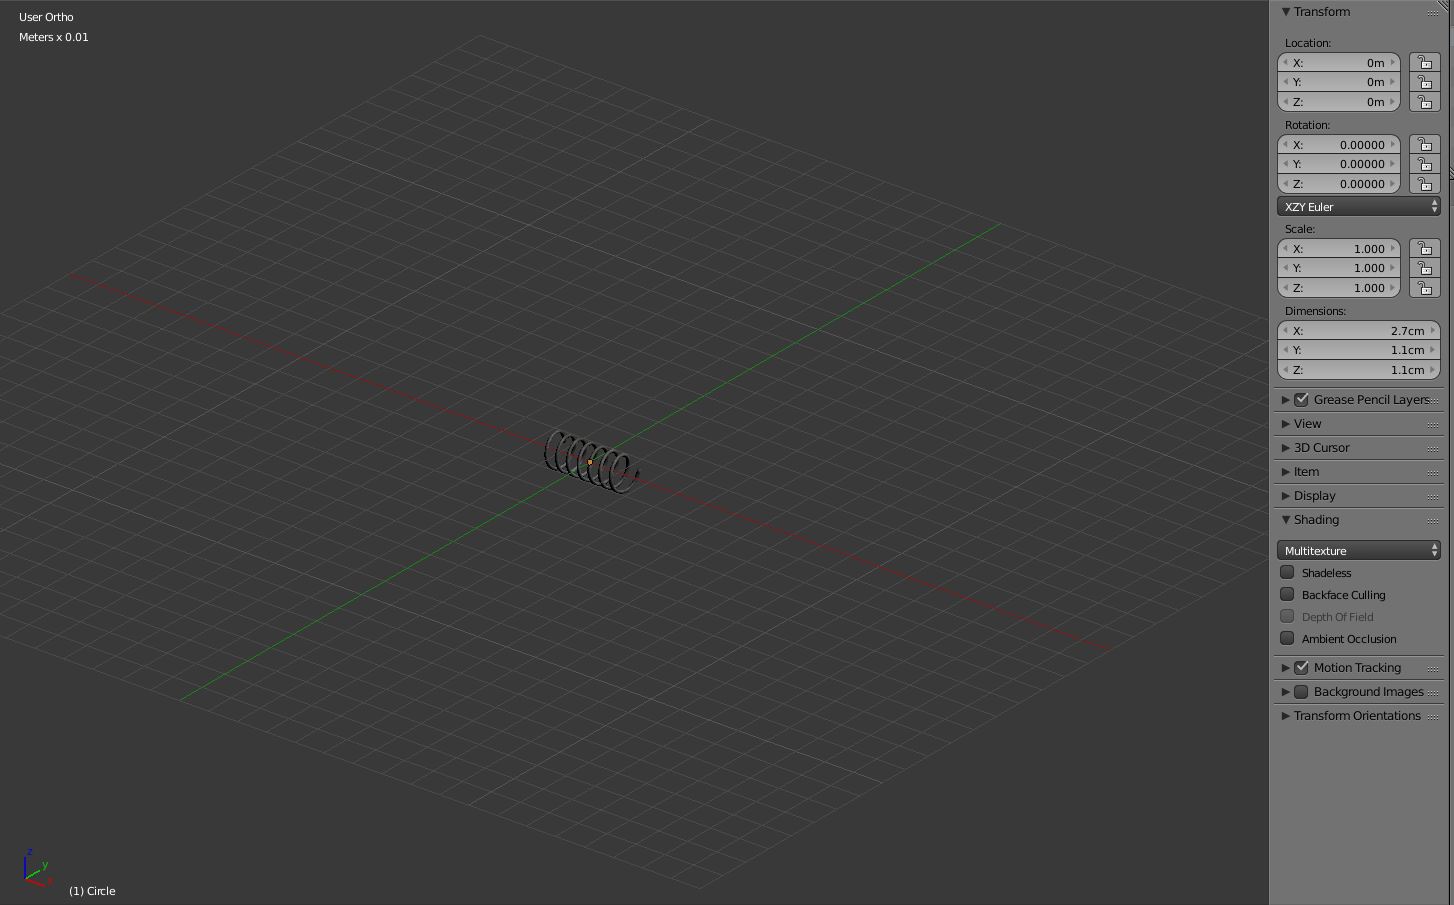 User Ortho
Meters x 0.01
z
y
x
(1) Circle
Transform
Location:
X: 0m
Y: 0m
Z: 0m
Rotation:
X: 0.00000
Y: 0.00000
Z: 0.00000
XZY Euler
Scale:
X: 1.000
Y: 1.000
Z: 1.000
Dimensions:
X: 2.7cm
Y: 1.1cm
Z: 1.1cm
Grease Pencil Layers
View
3D Cursor
Item
Display
Shading
Multitexture
Shadeless
Backface Culling
Depth Of Field
Ambient Occlusion
Motion Tracking
Background Images
Transform Orientations